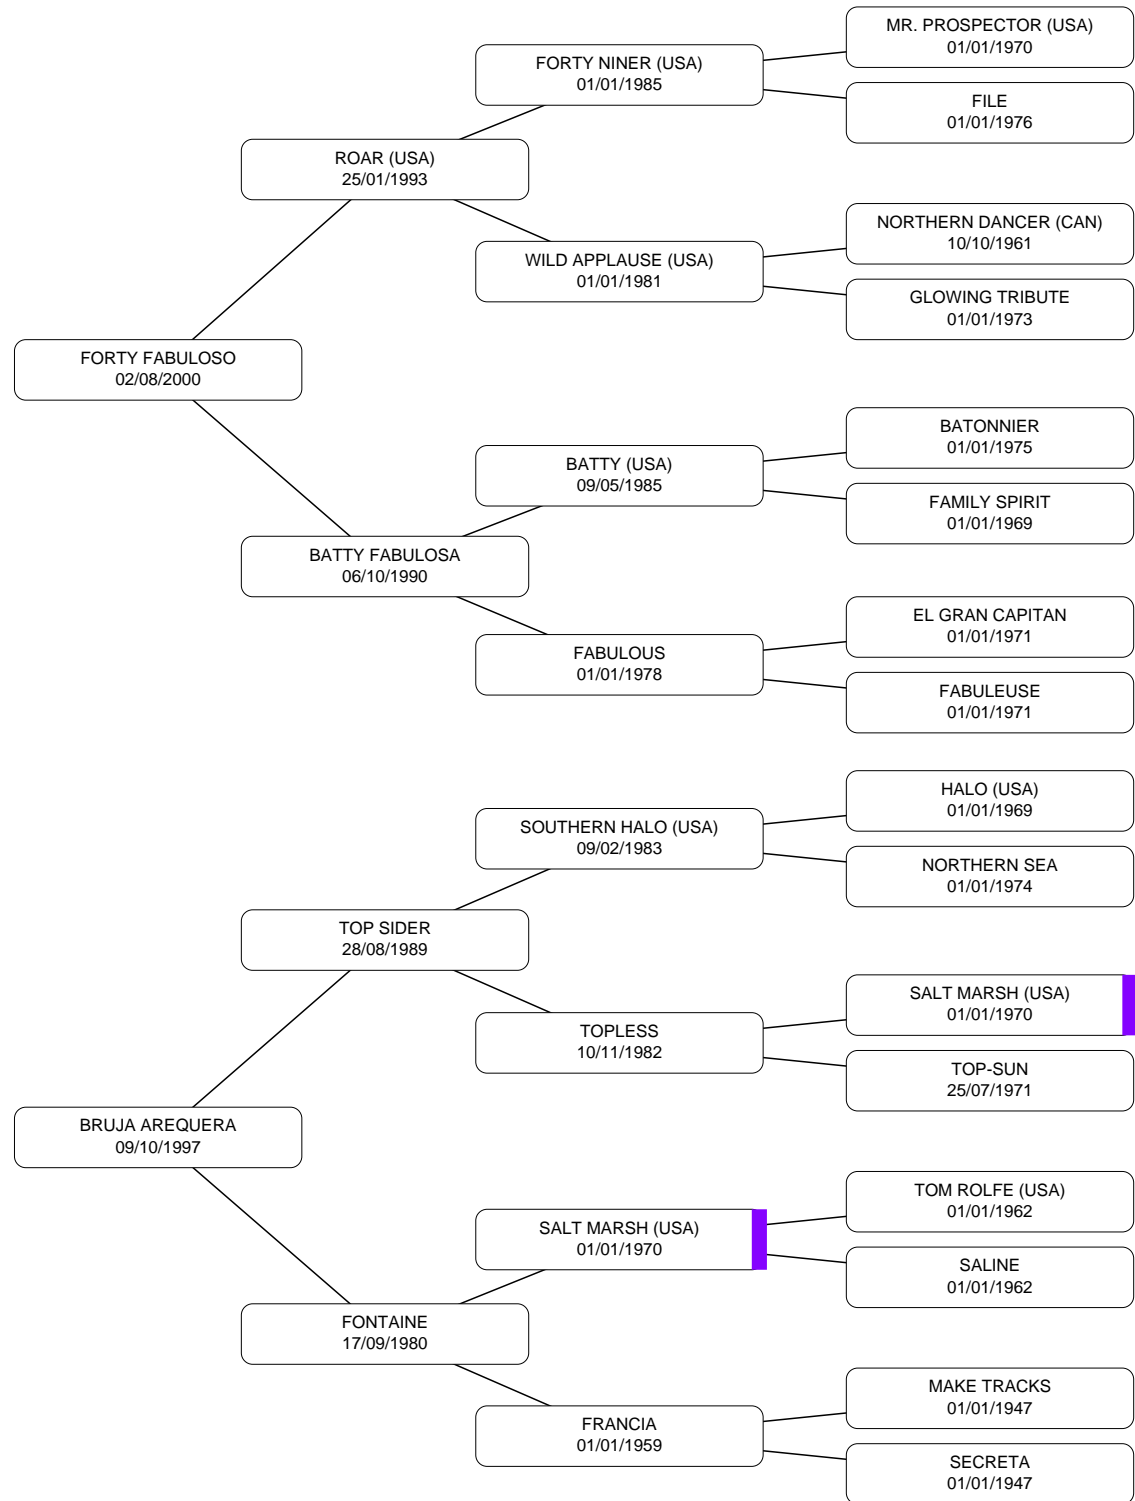 MR. PROSPECTOR (USA)
01/01/1970
FORTY NINER (USA)
01/01/1985
FILE
01/01/1976
ROAR (USA)
25/01/1993
NORTHERN DANCER (CAN)
10/10/1961
WILD APPLAUSE (USA)
01/01/1981
GLOWING TRIBUTE
01/01/1973
FORTY FABULOSO
02/08/2000
BATONNIER
01/01/1975
BATTY (USA)
09/05/1985
FAMILY SPIRIT
01/01/1969
BATTY FABULOSA
06/10/1990
EL GRAN CAPITAN
01/01/1971
FABULOUS
01/01/1978
FABULEUSE
01/01/1971
HALO (USA)
01/01/1969
SOUTHERN HALO (USA)
09/02/1983
NORTHERN SEA
01/01/1974
TOP SIDER
28/08/1989
SALT MARSH (USA)
01/01/1970
TOPLESS
10/11/1982
TOP-SUN
25/07/1971
BRUJA AREQUERA
09/10/1997
TOM ROLFE (USA)
01/01/1962
SALT MARSH (USA)
01/01/1970
SALINE
01/01/1962
FONTAINE
17/09/1980
MAKE TRACKS
01/01/1947
FRANCIA
01/01/1959
SECRETA
01/01/1947